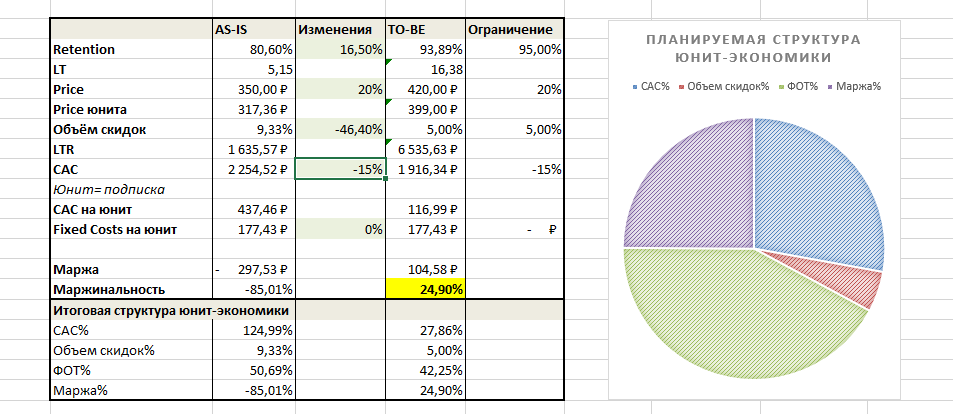 AS-IS Изменения TO-BE Ограничение
Retention 80,60% 16,50% 93,89% 95,00%
LT 5,15 16,38
Price 350,00 ₽ 20% 420,00 ₽ 20%
Price юнита 317,36 ₽ 399,00 ₽
Объём скидок 9,33% -46,40% 5,00% 5,00%
LTR 1 635,57 ₽ 6 535,63 ₽
CAC 2 254,52 ₽ -15% 1 916,34 ₽ -15%
Юнит= подписка
CAC на юнит 437,46 ₽ 116,99 ₽
Fixed Costs на юнит 177,43 ₽ 0% 177,43 ₽ - ₽
Маржа - 297,53 ₽ 104,58 ₽
Маржинальность -85,01% 24,90%
Итоговая структура юнит-экономики
CAC% 124,99% 27,86%
Объем скидок% 9,33% 5,00%
ФОТ% 50,69% 42,25%
Маржа% -85,01% 24,90%
ПЛАНИРУЕМАЯ СТРУКТУРА
ЮНИТ-ЭКОНОМИКИ
CAC% Объем скидок% ФОТ% Маржа%